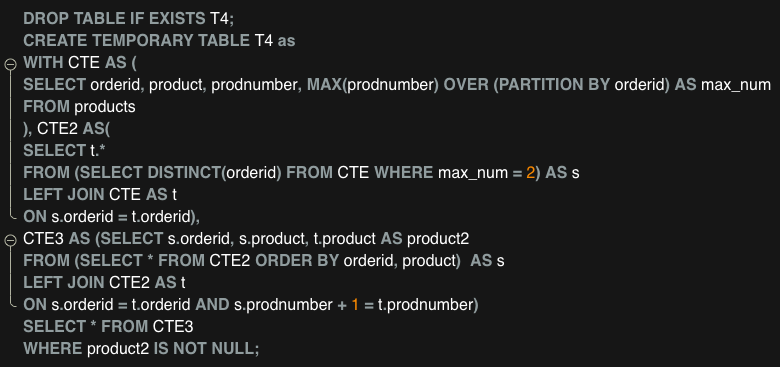 DROP TABLE IF EXISTS T4;
CREATE TEMPORARY TABLE T4 as
WITH CTE AS (
SELECT orderid, product, prodnumber, MAX(prodnumber) OVER (PARTITION BY orderid) AS max_num
FROM products
), CTE2 AS(
SELECT t.*
FROM (SELECT DISTINCT(orderid) FROM CTE WHERE max_num = 2) AS s
LEFT JOIN CTE AS t
ON s.orderid = t.orderid),
CTE3 AS (SELECT s.orderid, s.product, t.product AS product2
FROM (SELECT * FROM CTE2 ORDER BY orderid, product)  AS s
LEFT JOIN CTE2 AS t
ON s.orderid = t.orderid AND s.prodnumber + 1 = t.prodnumber)
SELECT * FROM CTE3
WHERE product2 IS NOT NULL;